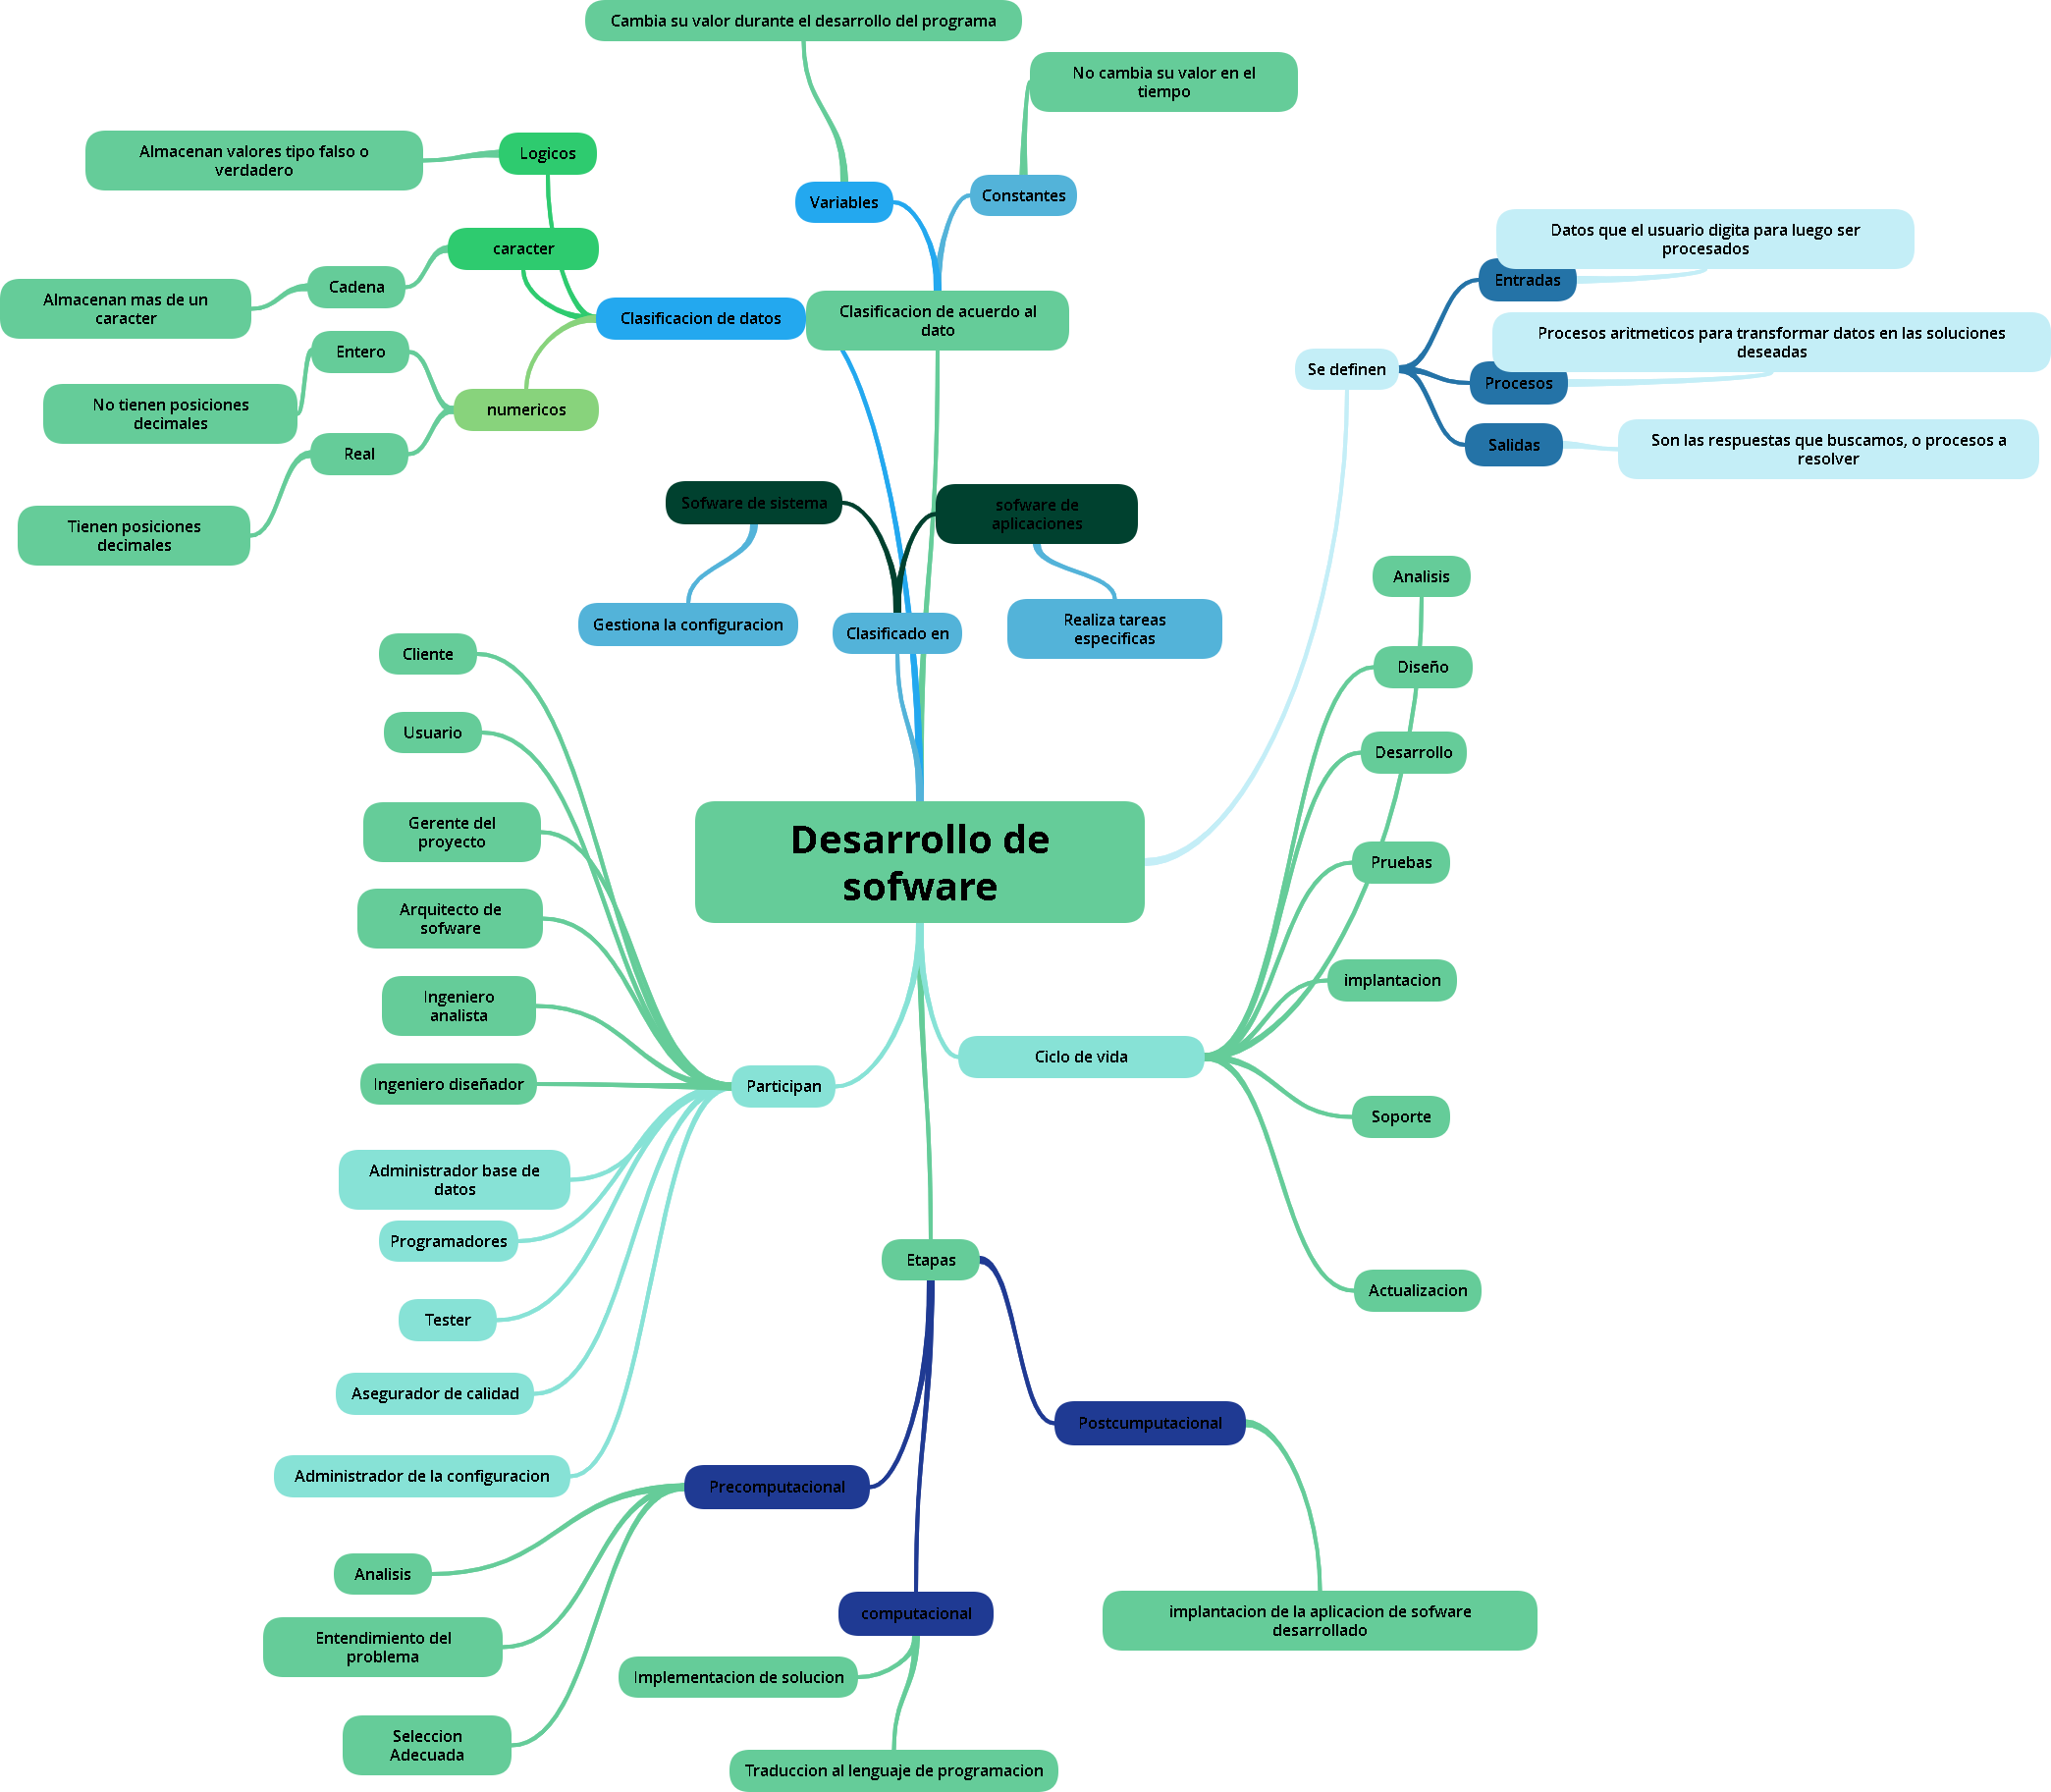 Cambia su valor durante el desarrollo del programa
No cambia su valor en el
tiempo
Almacenan valores tipo falso o
verdadero
Logicos
Variables
Constantes
caracter
Cadena
Almacenan mas de un
caracter
Clasificacion de datos
Clasificacion de acuerdo al
dato
Entero
No tienen posiciones
decimales
numericos
Real
Tienen posiciones
decimales
Datos que el usuario digita para luego ser
procesados
Entradas
Procesos aritmeticos para transformar datos en las soluciones
deseadas
Se definen
Procesos
Salidas
Son las respuestas que buscamos, o procesos a
resolver
Sofware de sistema
sofware de
aplicaciones
Gestiona la configuracion
Clasificado en
Realiza tareas
especificas
Analisis
Diseño
Desarrollo
Pruebas
implantacion
Soporte
Actualizacion
Ciclo de vida
Desarrollo de
sofware
Cliente
Usuario
Gerente del
proyecto
Arquitecto de
sofware
Ingeniero
analista
Ingeniero diseñador
Participan
Administrador base de
datos
Programadores
Tester
Asegurador de calidad
Administrador de la configuracion
Etapas
Postcumputacional
Precomputacional
Analisis
Entendimiento del
problema
Seleccion
Adecuada
computacional
Implementacion de solucion
Traduccion al lenguaje de programacion
implantacion de la aplicacion de sofware
desarrollado